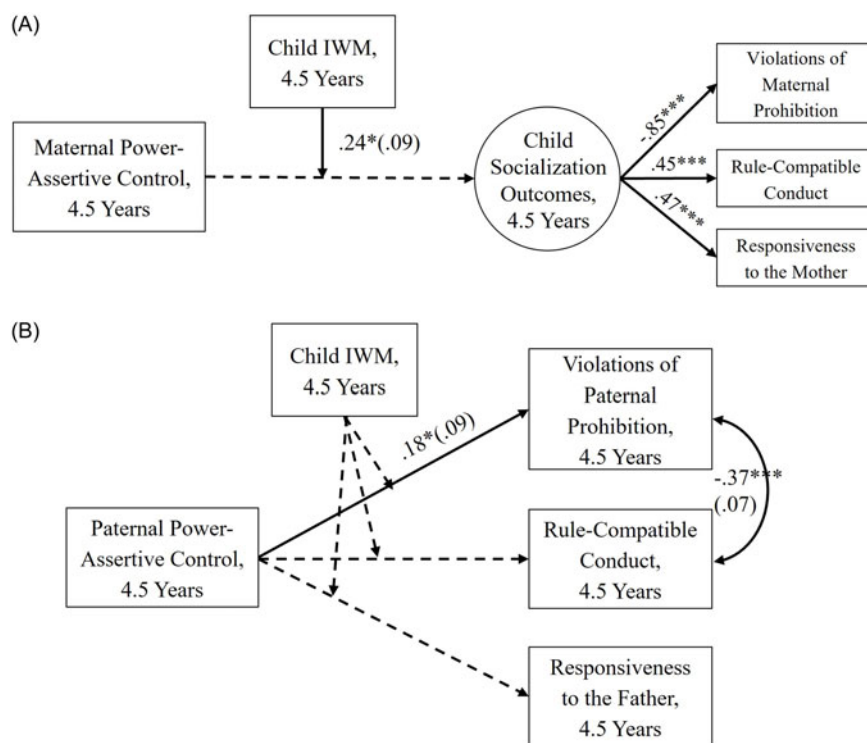 (A)
Child IWM,
4.5 Years
.24*(.09)
Maternal Power-
Assertive Control,
4.5 Years
Child
Socialization
Outcomes,
4.5 Years
-.85***
.45***
.47***
Violations of
Maternal
Prohibition
Rule-Compatible
Conduct
Responsiveness
to the Mother
(B)
Child IWM,
4.5 Years
.18*(.09)
Paternal Power-
Assertive Control,
4.5 Years
Violations of
Paternal
Prohibition,
4.5 Years
-.37***
(.07)
Rule-Compatible
Conduct,
4.5 Years
Responsiveness
to the Father,
4.5 Years